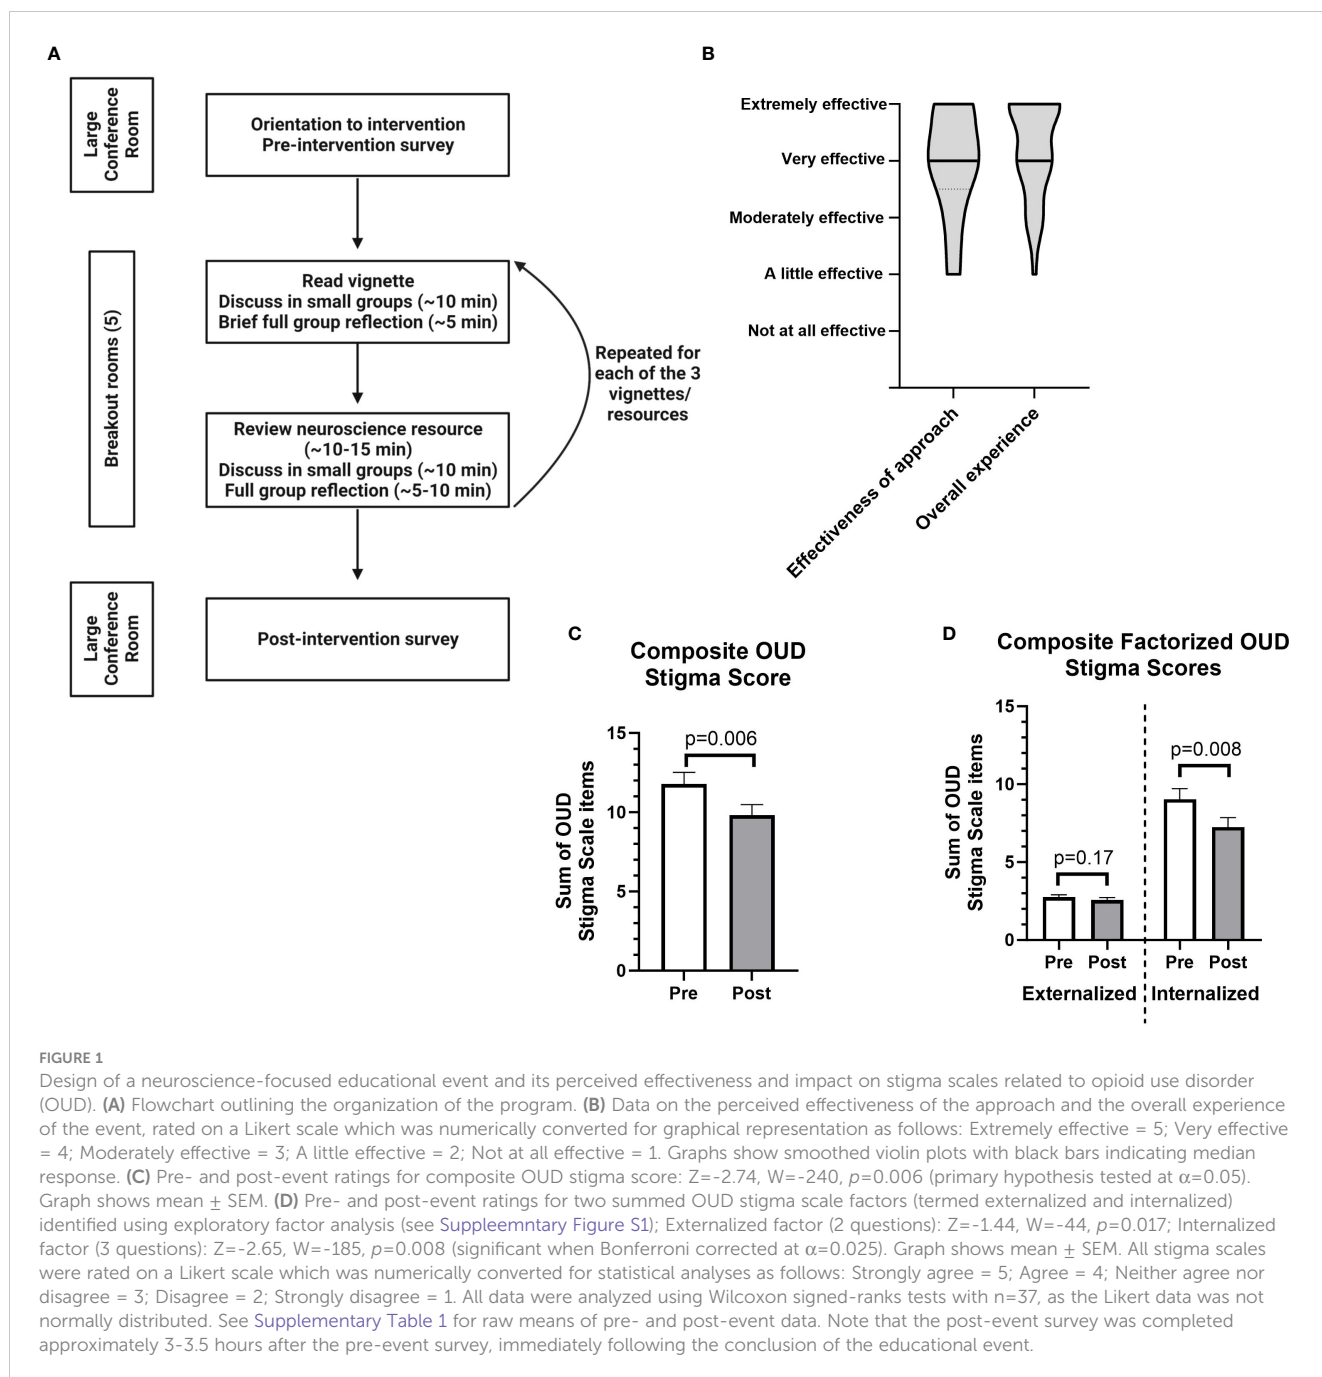 A
Large
Conference
Room
Orientation to intervention
Pre-intervention survey
Breakout rooms (5)
Read vignette
Discuss in small groups (~10 min)
Brief full group reflection (~5 min)
Repeated for
each of the 3
vignettes/
resources
Review neuroscience resource
(~10-15 min)
Discuss in small groups (~10 min)
Full group reflection (~5-10 min)
Large
Conference
Room
Post-intervention survey
B
Extremely effective
Very effective
Moderately effective
A little effective
Not at all effective
Effectiveness of approach
Overall experience
C
Composite OUD
Stigma Score
Sum of OUD
Stigma Scale items
15
10
5
0
p=0.006
Pre
Post
D
Composite Factorized OUD
Stigma Scores
Sum of OUD
Stigma Scale items
15
10
5
0
p=0.17
p=0.008
Pre Post
Pre Post
Externalized
Internalized
FIGURE 1
Design of a neuroscience-focused educational event and its perceived effectiveness and impact on stigma scales related to opioid use disorder
(OUD). (A) Flowchart outlining the organization of the program. (B) Data on the perceived effectiveness of the approach and the overall experience
of the event, rated on a Likert scale which was numerically converted for graphical representation as follows: Extremely effective = 5; Very effective
= 4; Moderately effective = 3; A little effective = 2; Not at all effective = 1. Graphs show smoothed violin plots with black bars indicating median
response. (C) Pre- and post-event ratings for composite OUD stigma score: Z=-2.74, W=-240, p=0.006 (primary hypothesis tested at α=0.05).
Graph shows mean ± SEM. (D) Pre- and post-event ratings for two summed OUD stigma scale factors (termed externalized and internalized)
identified using exploratory factor analysis (see Suppleemntary Figure S1); Externalized factor (2 questions): Z=-1.44, W=-44, p=0.017; Internalized
factor (3 questions): Z=-2.65, W=-185, p=0.008 (significant when Bonferroni corrected at α=0.025). Graph shows mean ± SEM. All stigma scales
were rated on a Likert scale which was numerically converted for statistical analyses as follows: Strongly agree = 5; Agree = 4; Neither agree nor
disagree = 3; Disagree = 2; Strongly disagree = 1. All data were analyzed using Wilcoxon signed-ranks tests with n=37, as the Likert data was not
normally distributed. See Supplementary Table 1 for raw means of pre- and post-event data. Note that the post-event survey was completed
approximately 3-3.5 hours after the pre-event survey, immediately following the conclusion of the educational event.